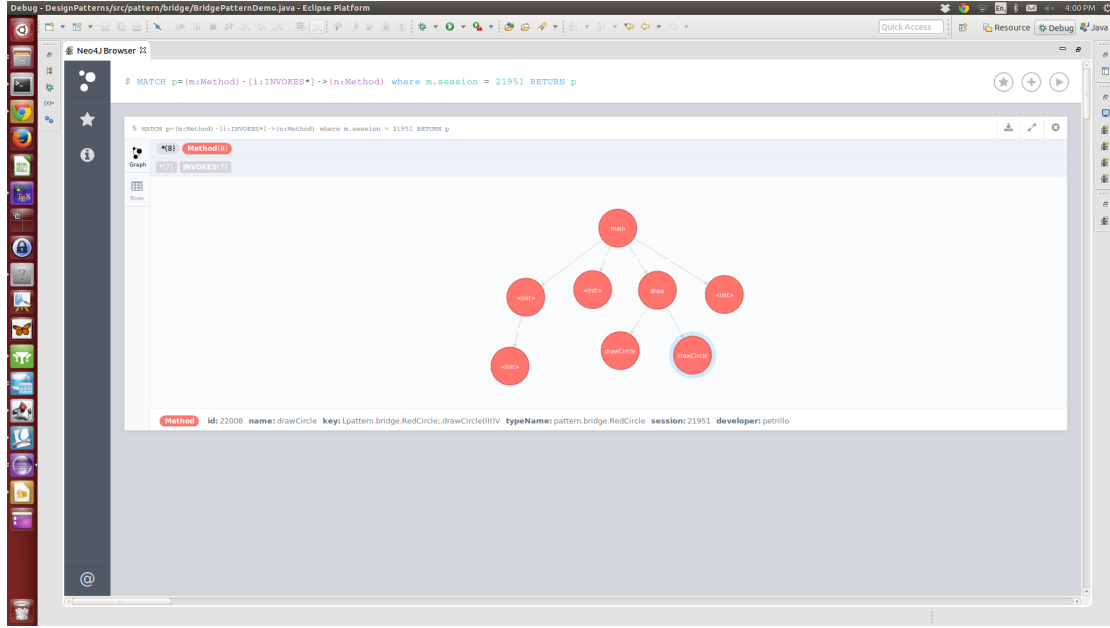 Debug - DesignPatterns/src/pattern/bridge/BridgePatternDemo.java - Eclipse Platform
En
4:00 PM
Quick Access
Resource
Debug
Java
Neo4J Browser
$ MATCH p=(m:Method)-[i:INVOKES*]->(n:Method) where m.session = 21951 RETURN p
$ MATCH p=(m:Method)-[i:INVOKES*]->(n:Method) where m.session = 21951 RETURN p
*(8) Method(8)
Graph
*(7) INVOKES(7)
Rows
main
<init>
<init>
draw
<init>
<init>
drawCircle
drawCircle
Method id: 22008 name: drawCircle key: Lpattern.bridge.RedCircle;.drawCircle(III)V typeName: pattern.bridge.RedCircle session: 21951 developer: petrillo
@